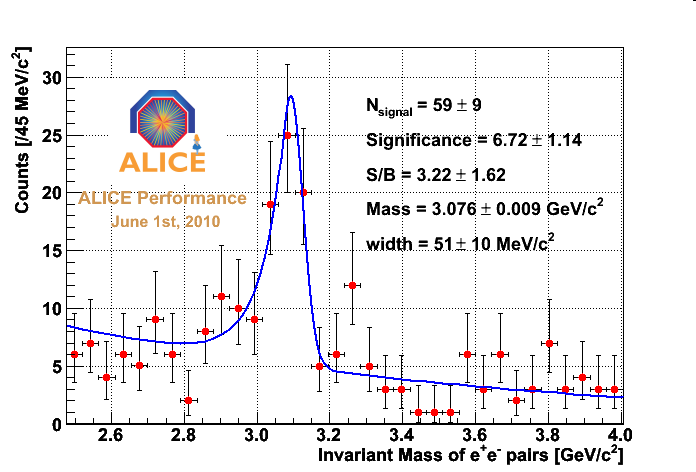 Counts [/45 MeV/c²]
30
25
20
15
10
5
0
ALICE
ALICE Performance
June 1st, 2010
N_signal = 59 ± 9
Significance = 6.72 ± 1.14
S/B = 3.22 ± 1.62
Mass = 3.076 ± 0.009 GeV/c²
width = 51 ± 10 MeV/c²
2.6 2.8 3.0 3.2 3.4 3.6 3.8 4.0
Invariant Mass of e⁺e⁻ pairs [GeV/c²]